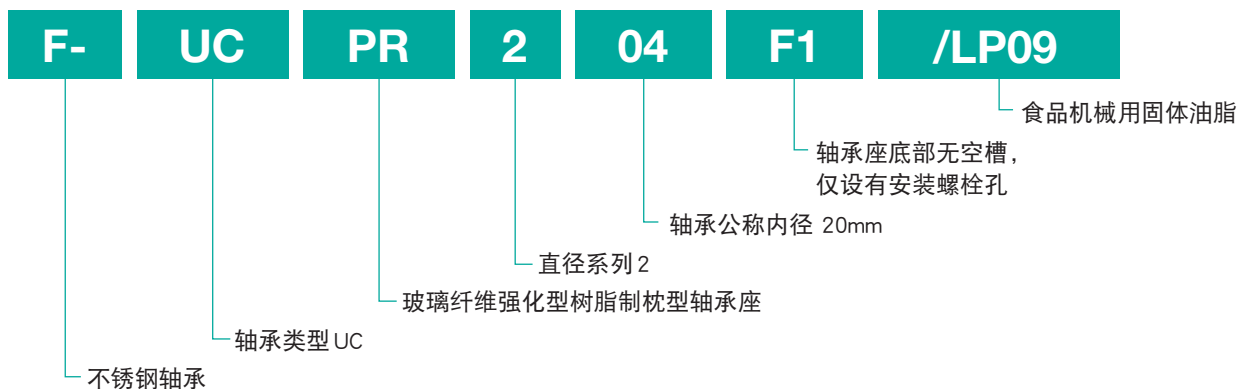 F- UC PR 2 04 F1 /LP09
食品机械用固体油脂
轴承座底部无空槽，
仅设有安装螺栓孔
轴承公称内径 20mm
直径系列2
玻璃纤维强化型树脂制枕型轴承座
轴承类型UC
不锈钢轴承